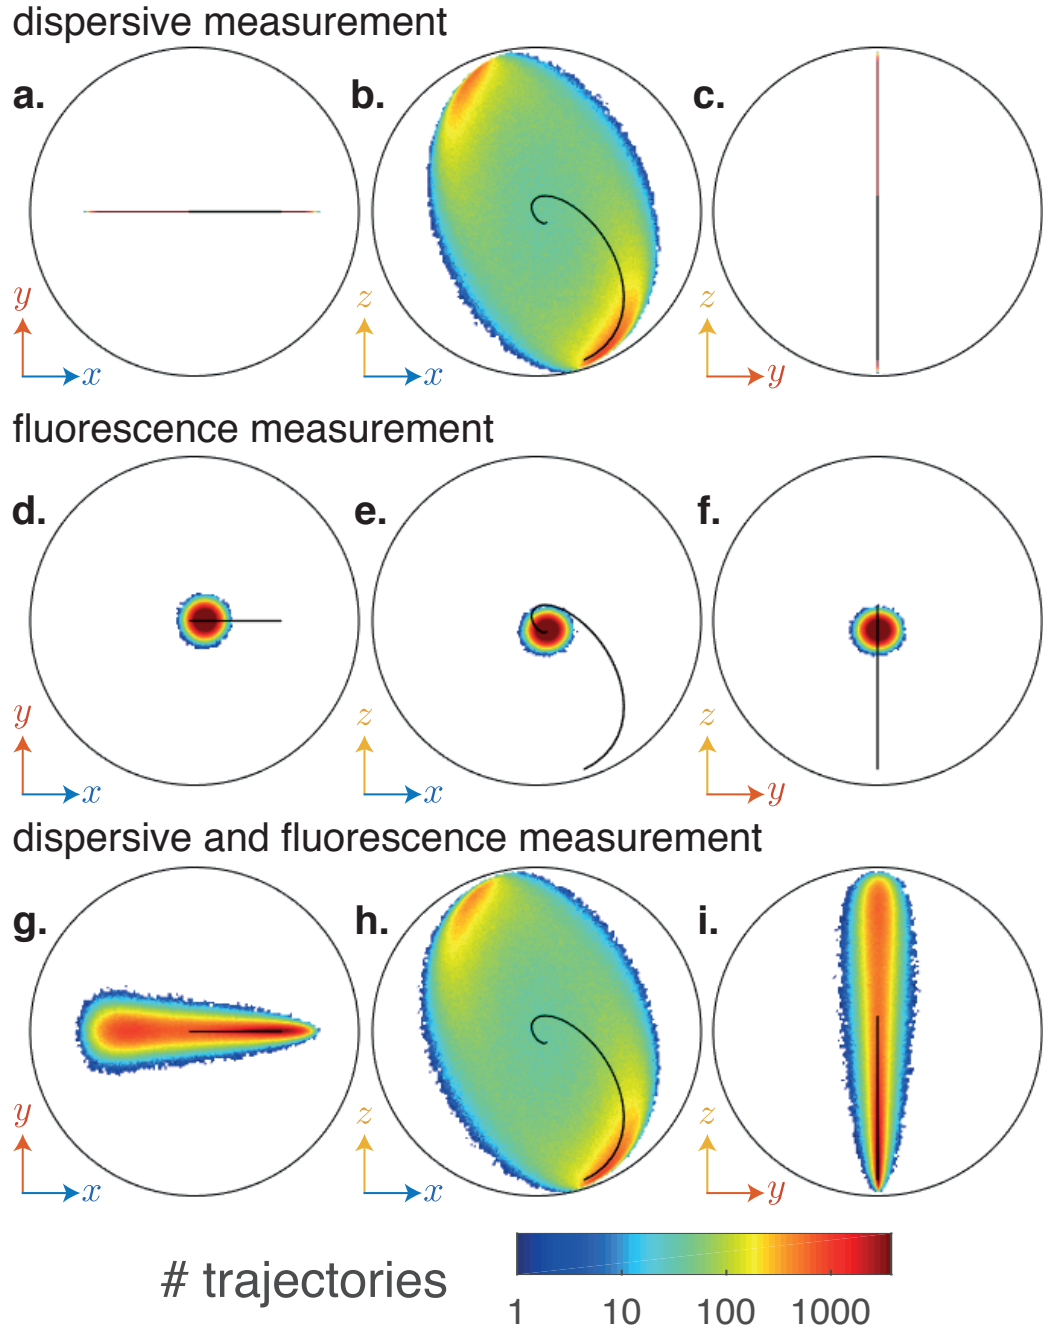 dispersive measurement
a. b. c.
y z z
x x y
fluorescence measurement
d. e. f.
y z z
x x y
dispersive and fluorescence measurement
g. h. i.
y z z
x x y
# trajectories
1 10 100 1000